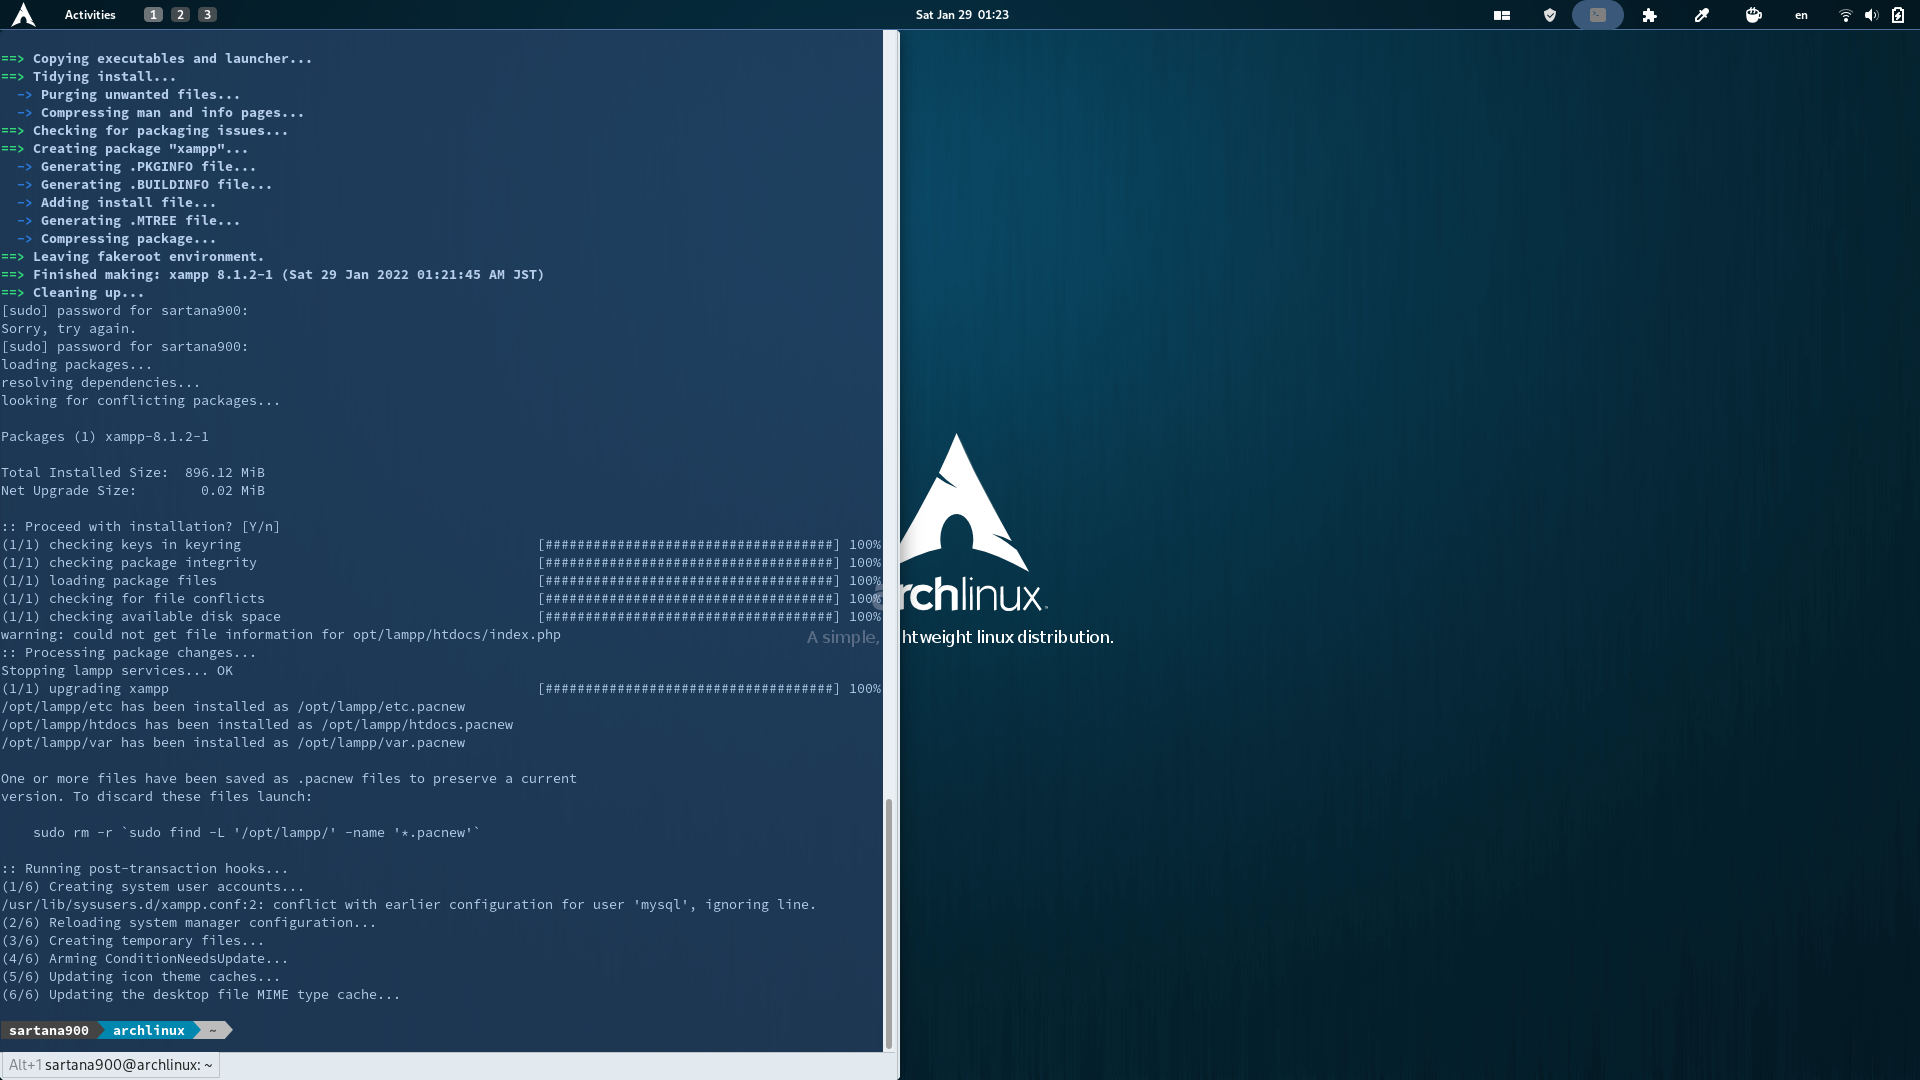 Activities 1 2 3 Sat Jan 29 01:23 en
==> Copying executables and launcher...
==> Tidying install...
-> Purging unwanted files...
-> Compressing man and info pages...
==> Checking for packaging issues...
==> Creating package "xampp"...
-> Generating .PKGINFO file...
-> Generating .BUILDINFO file...
-> Adding install file...
-> Generating .MTREE file...
-> Compressing package...
==> Leaving fakeroot environment.
==> Finished making: xampp 8.1.2-1 (Sat 29 Jan 2022 01:21:45 AM JST)
==> Cleaning up...
[sudo] password for sartana900:
Sorry, try again.
[sudo] password for sartana900:
loading packages...
resolving dependencies...
looking for conflicting packages...
Packages (1) xampp-8.1.2-1
Total Installed Size:  896.12 MiB
Net Upgrade Size:        0.02 MiB
:: Proceed with installation? [Y/n]
(1/1) checking keys in keyring [####################################] 100%
(1/1) checking package integrity [####################################] 100%
(1/1) loading package files [####################################] 100%
(1/1) checking for file conflicts [####################################] 100%
(1/1) checking available disk space [####################################] 100%
warning: could not get file information for opt/lampp/htdocs/index.php
:: Processing package changes...
Stopping lampp services... OK
(1/1) upgrading xampp [####################################] 100%
/opt/lampp/etc has been installed as /opt/lampp/etc.pacnew
/opt/lampp/htdocs has been installed as /opt/lampp/htdocs.pacnew
/opt/lampp/var has been installed as /opt/lampp/var.pacnew
One or more files have been saved as .pacnew files to preserve a current
version. To discard these files launch:
sudo rm -r `sudo find -L '/opt/lampp/' -name '*.pacnew'`
:: Running post-transaction hooks...
(1/6) Creating system user accounts...
/usr/lib/sysusers.d/xampp.conf:2: conflict with earlier configuration for user 'mysql', ignoring line.
(2/6) Reloading system manager configuration...
(3/6) Creating temporary files...
(4/6) Arming ConditionNeedsUpdate...
(5/6) Updating icon theme caches...
(6/6) Updating the desktop file MIME type cache...
sartana900 archlinux ~
Alt+1 sartana900@archlinux: ~
archlinux
A simple, htweight linux distribution.